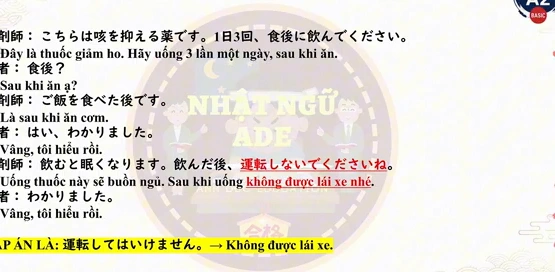 A2
BASIC
剤師： こちらは咳を抑える薬です。1日3回、食後に飲んでください。
Đây là thuốc giảm ho. Hãy uống 3 lần một ngày, sau khi ăn.
者： 食後？
Sau khi ăn ạ?
剤師： ご飯を食べた後です。
Là sau khi ăn cơm.
者： はい、わかりました。
Vâng, tôi hiểu rồi.
剤師： 飲むと眠くなります。飲んだ後、運転しないでくださいね。
Uống thuốc này sẽ buồn ngủ. Sau khi uống không được lái xe nhé.
者： わかりました。
Vâng, tôi hiểu rồi.
ÁP ÁN LÀ: 運転してはいけません。→ Không được lái xe.
NHẬT NGỮ
ADE
合格